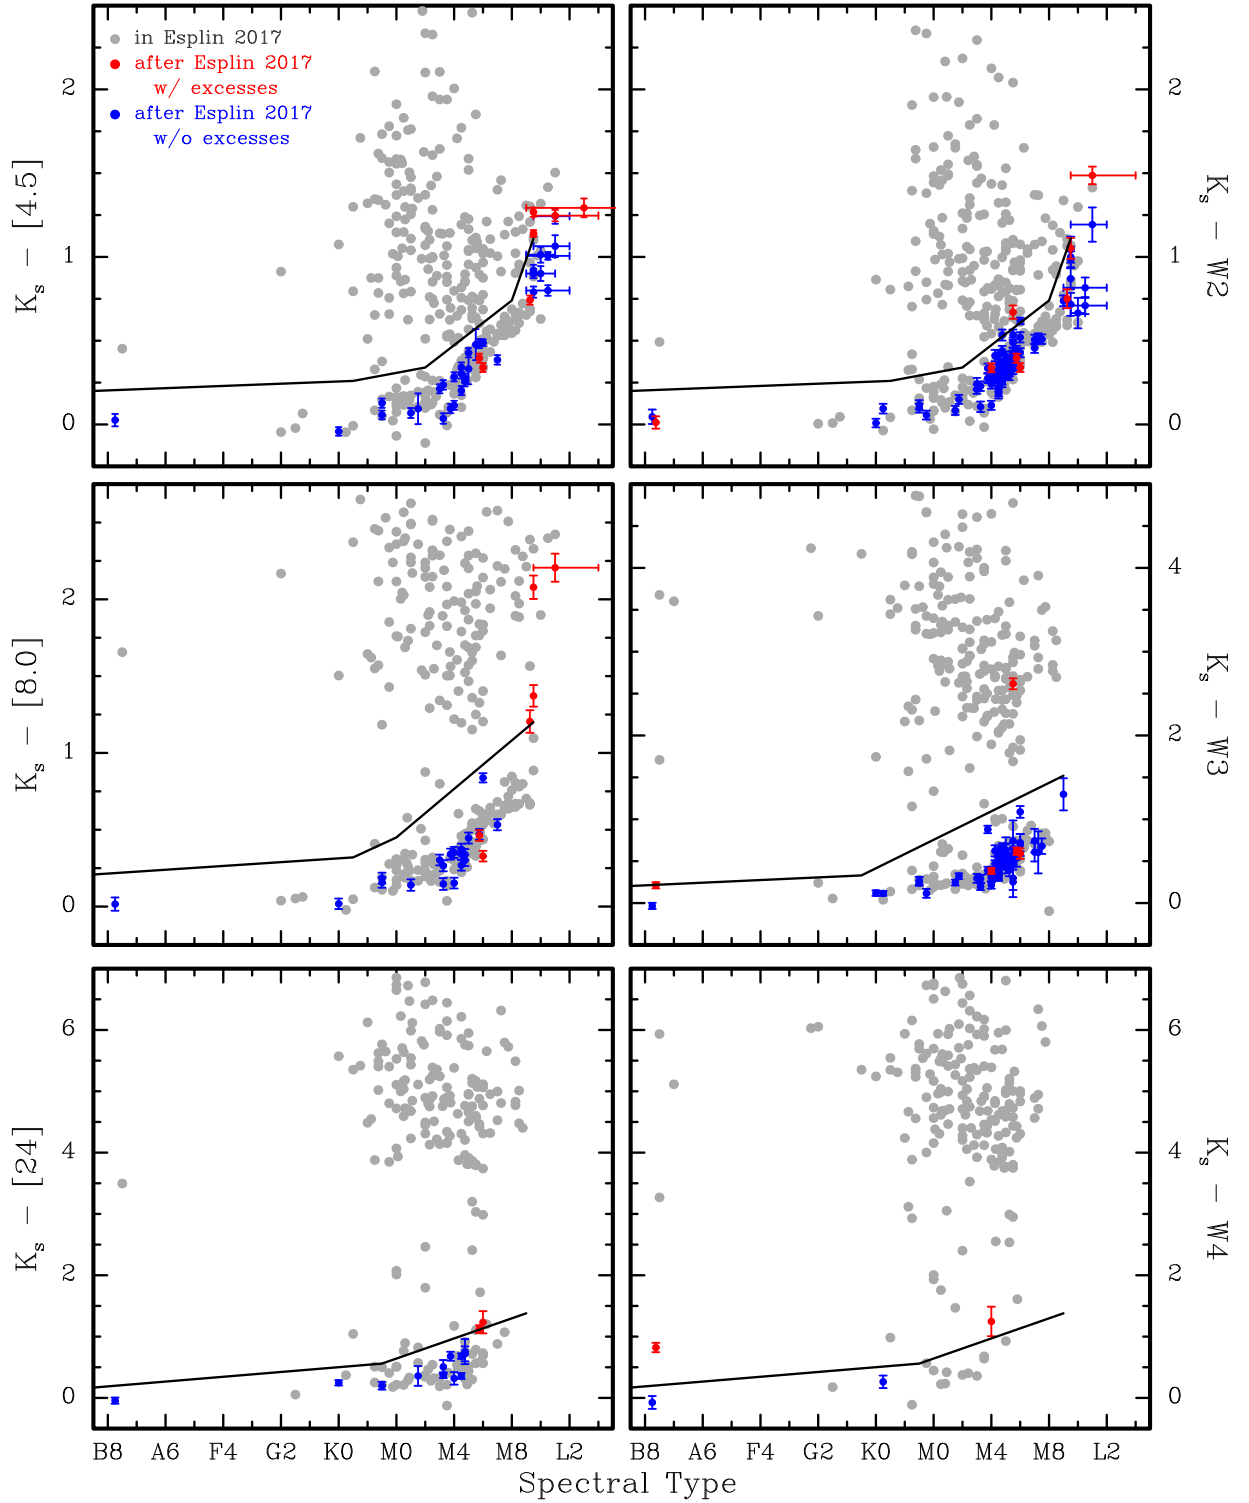 in Esplin 2017
after Esplin 2017
w/ excesses
after Esplin 2017
w/o excesses
2
1
0
Ks − [4.5]
2
1
0
Ks − W2
2
1
0
Ks − [8.0]
4
2
0
Ks − W3
6
4
2
0
Ks − [24]
6
4
2
0
Ks − W4
B8 A6 F4 G2 K0 M0 M4 M8 L2
B8 A6 F4 G2 K0 M0 M4 M8 L2
Spectral Type